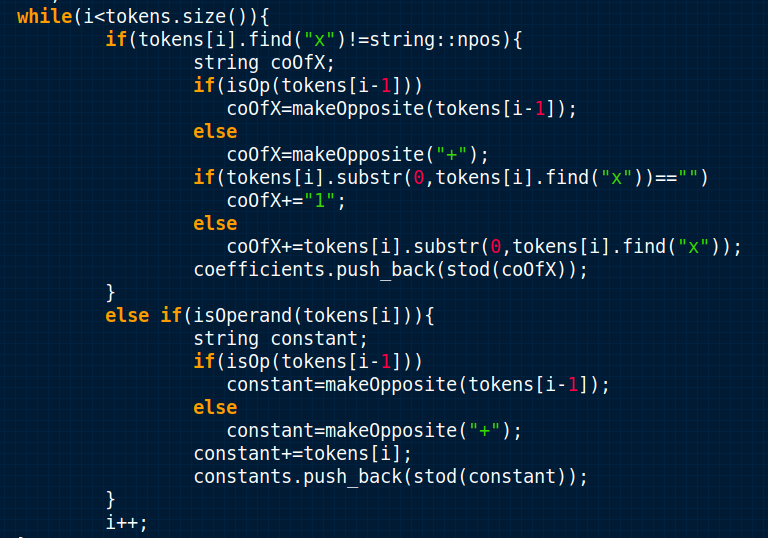 while(i<tokens.size()){
if(tokens[i].find("x")!=string::npos){
string coOfX;
if(isOp(tokens[i-1]))
coOfX=makeOpposite(tokens[i-1]);
else
coOfX=makeOpposite("+");
if(tokens[i].substr(0,tokens[i].find("x"))=="")
coOfX+="1";
else
coOfX+=tokens[i].substr(0,tokens[i].find("x"));
coefficients.push_back(stod(coOfX));
}
else if(isOperand(tokens[i])){
string constant;
if(isOp(tokens[i-1]))
constant=makeOpposite(tokens[i-1]);
else
constant=makeOpposite("+");
constant+=tokens[i];
constants.push_back(stod(constant));
}
i++;